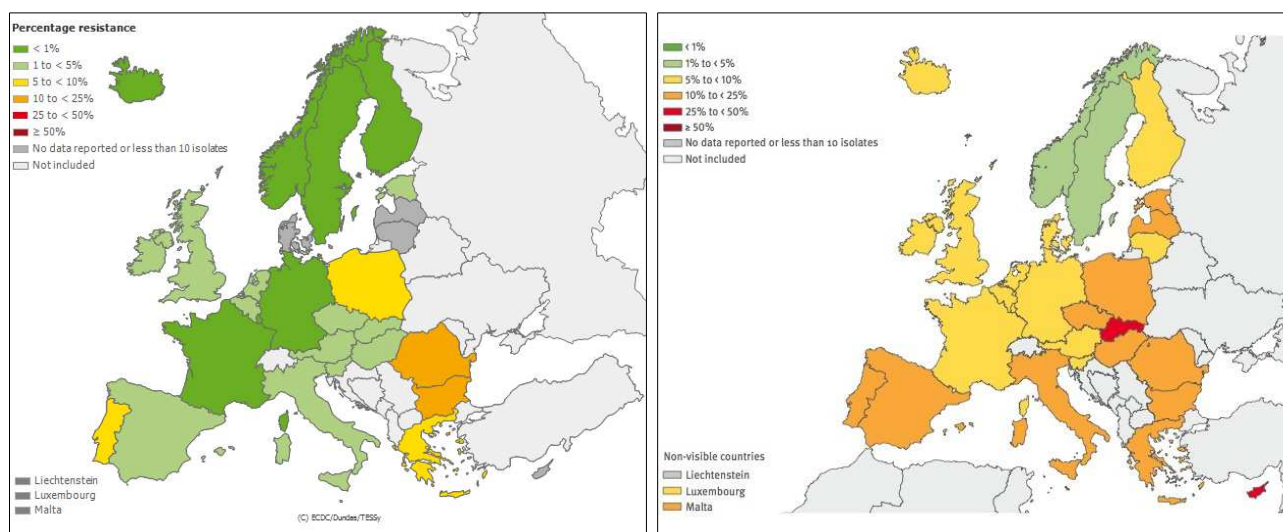 Percentage resistance
< 1%
1 to < 5%
5 to < 10%
10 to < 25%
25 to < 50%
≥ 50%
No data reported or less than 10 isolates
Not included
Liechtenstein
Luxembourg
Malta
(C) ECDC/Dundas/TESSy
< 1%
1% to < 5%
5% to < 10%
10% to < 25%
25% to < 50%
≥ 50%
No data reported or less than 10 isolates
Not included
Non-visible countries
Liechtenstein
Luxembourg
Malta